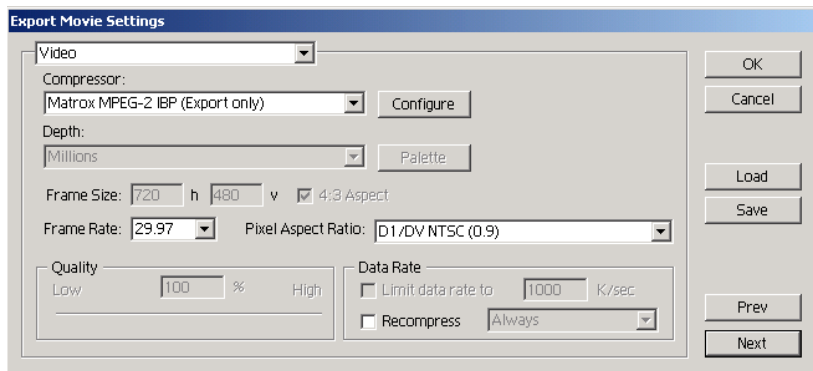 Export Movie Settings
Video
OK
Compressor:
Matrox MPEG-2 IBP (Export only)
Configure
Cancel
Depth:
Millions
Palette
Load
Frame Size: 720 h 480 v 4:3 Aspect
Save
Frame Rate: 29.97 Pixel Aspect Ratio: D1/DV NTSC (0.9)
Quality
Low 100 % High
Data Rate
Limit data rate to 1000 K/sec
Recompress Always
Prev
Next